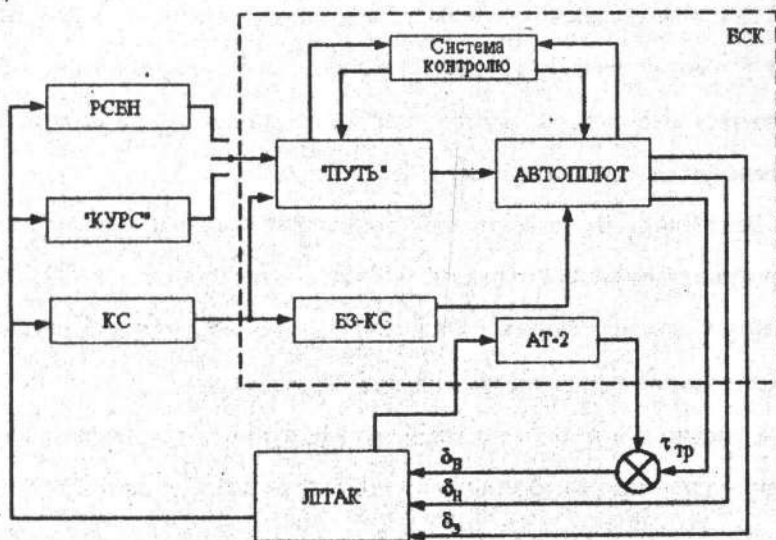 БСК
Система
контролю
РСБН
"ПУТЬ"
АВТОПІЛОТ
"КУРС"
КС
БЗ-КС
АТ-2
τтр
δв
δн
δэ
ЛІТАК